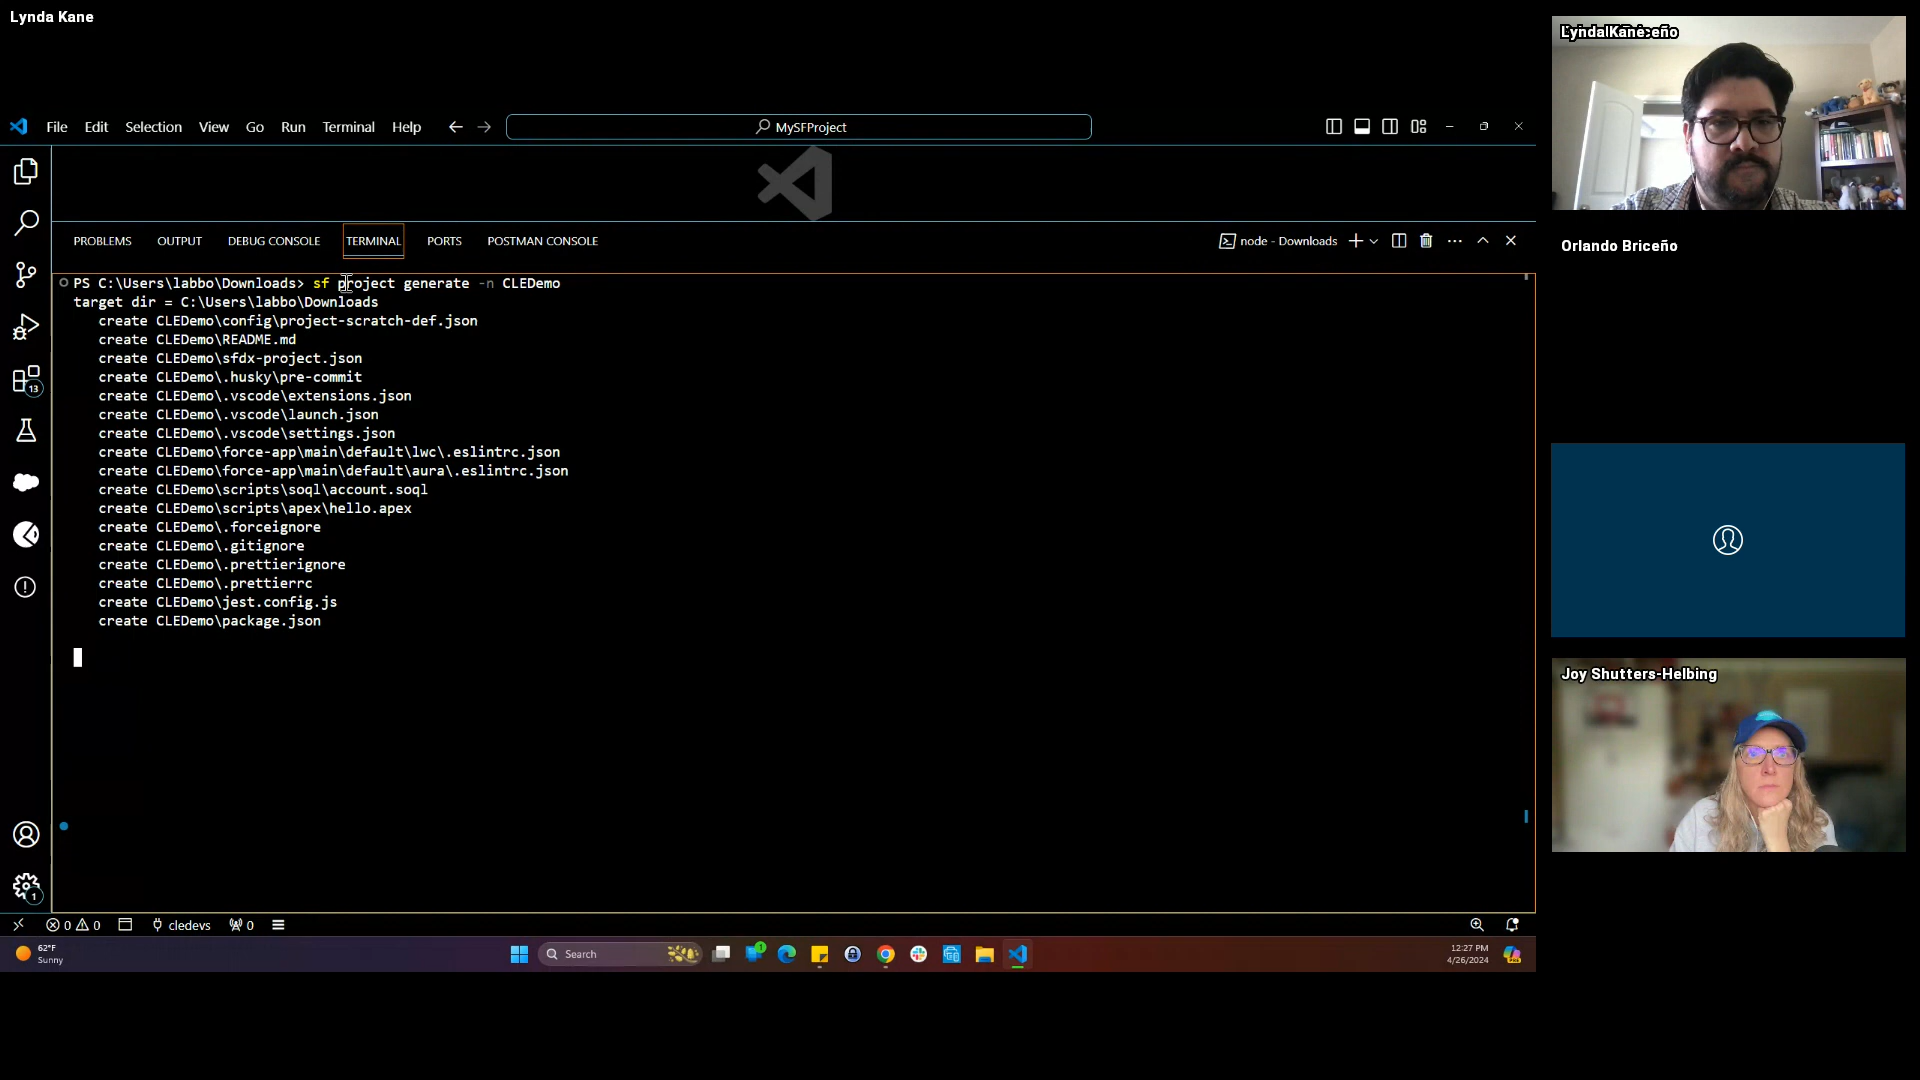 Lynda Kane
File Edit Selection View Go Run Terminal Help
MySFProject
PROBLEMS OUTPUT DEBUG CONSOLE TERMINAL PORTS POSTMAN CONSOLE
node - Downloads
PS C:\Users\labbo\Downloads> sf project generate -n CLEDemo
target dir = C:\Users\labbo\Downloads
create CLEDemo\config\project-scratch-def.json
create CLEDemo\README.md
create CLEDemo\sfdx-project.json
create CLEDemo\.husky\pre-commit
create CLEDemo\.vscode\extensions.json
create CLEDemo\.vscode\launch.json
create CLEDemo\.vscode\settings.json
create CLEDemo\force-app\main\default\lwc\.eslintrc.json
create CLEDemo\force-app\main\default\aura\.eslintrc.json
create CLEDemo\scripts\soql\account.soql
create CLEDemo\scripts\apex\hello.apex
create CLEDemo\.forceignore
create CLEDemo\.gitignore
create CLEDemo\.prettierignore
create CLEDemo\.prettierrc
create CLEDemo\jest.config.js
create CLEDemo\package.json
13
1
0 0 cledevs 0
62°F
Sunny
Search
1
12:27 PM
4/26/2024
Orlando Briceño
Joy Shutters-Helbing